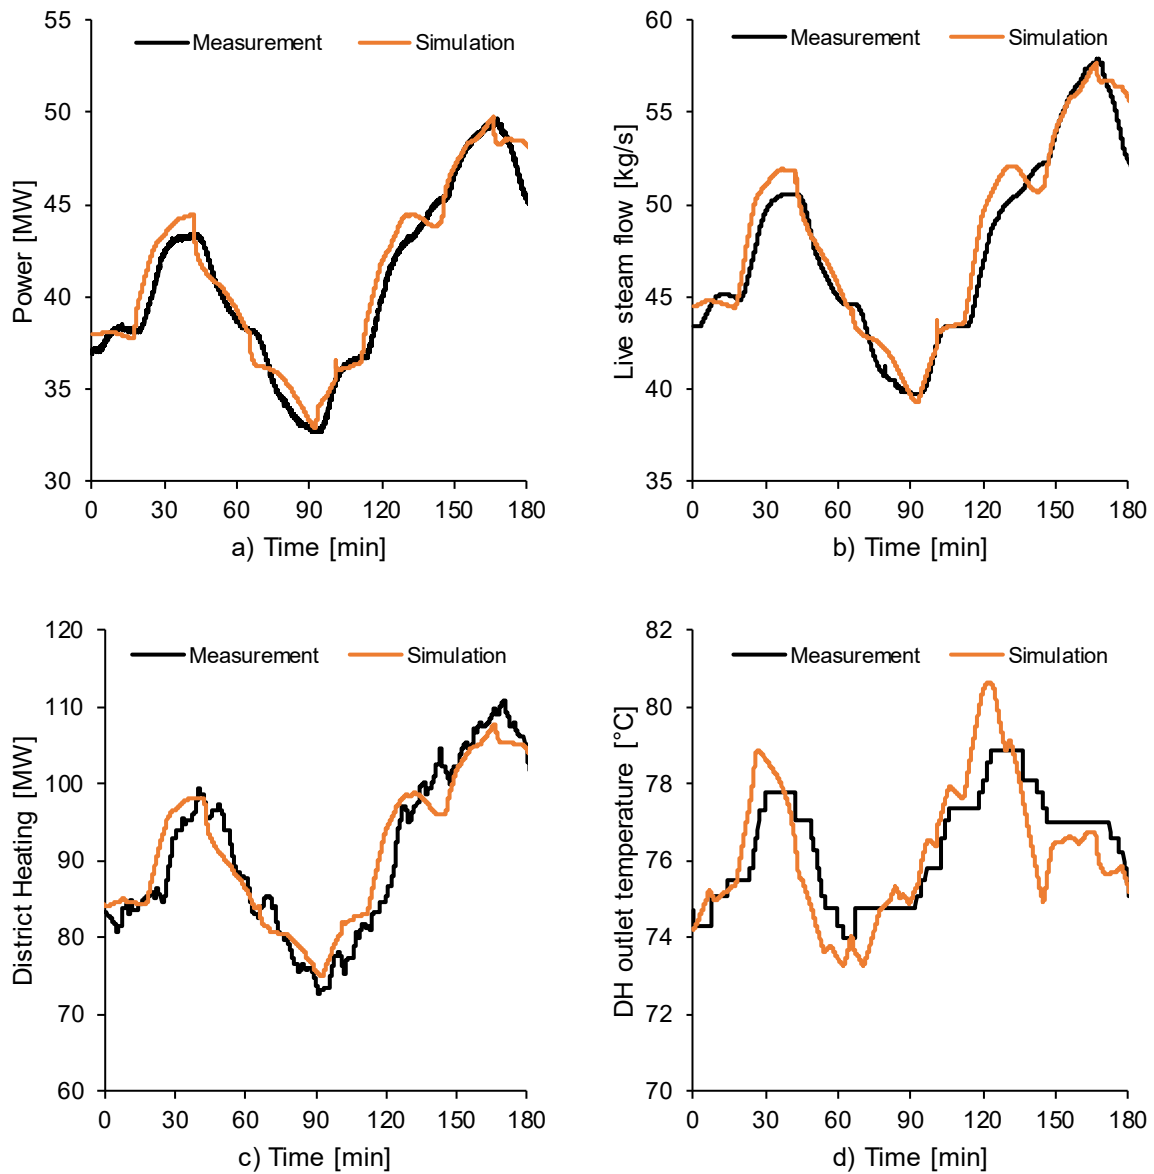 55
50
45
40
35
30
Power [MW]
Measurement Simulation
0 30 60 90 120 150 180
a) Time [min]
60
55
50
45
40
35
Live steam flow [kg/s]
Measurement Simulation
0 30 60 90 120 150 180
b) Time [min]
120
110
100
90
80
70
60
District Heating [MW]
Measurement Simulation
0 30 60 90 120 150 180
c) Time [min]
82
80
78
76
74
72
70
DH outlet temperature [°C]
Measurement Simulation
0 30 60 90 120 150 180
d) Time [min]